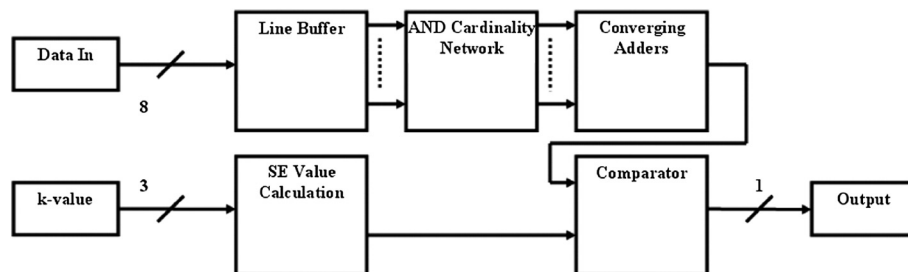 Data In
8
Line Buffer
AND Cardinality
Network
Converging
Adders
k-value
3
SE Value
Calculation
Comparator
1
Output